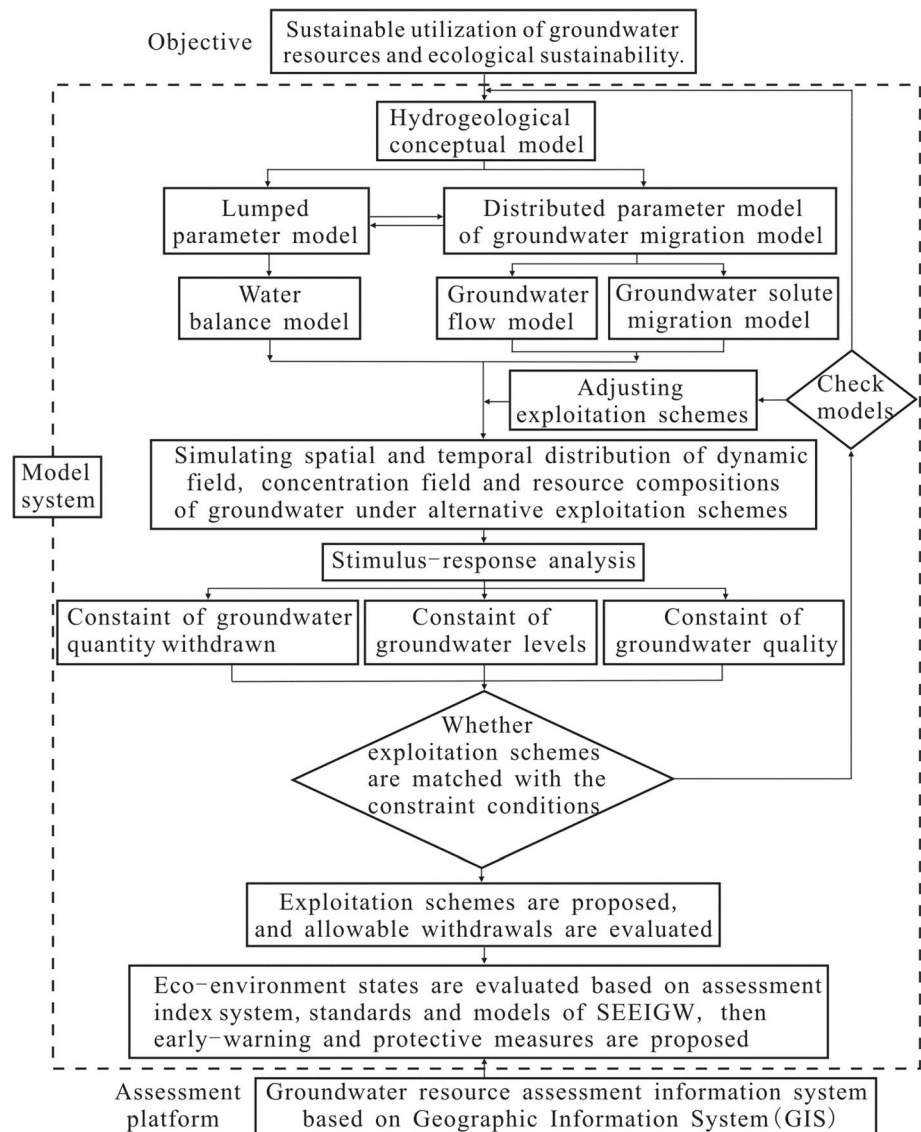 Objective
Sustainable utilization of groundwater
resources and ecological sustainability.
Hydrogeological
conceptual model
Lumped
parameter model
Distributed parameter model
of groundwater migration model
Water
balance model
Groundwater
flow model
Groundwater solute
migration model
Adjusting
exploitation schemes
Check
models
Model
system
Simulating spatial and temporal distribution of dynamic
field, concentration field and resource compositions
of groundwater under alternative exploitation schemes
Stimulus-response analysis
Constaint of groundwater
quantity withdrawn
Constaint of
groundwater levels
Constaint of
groundwater quality
Whether
exploitation schemes
are matched with the
constraint conditions
Exploitation schemes are proposed,
and allowable withdrawals are evaluated
Eco-environment states are evaluated based on assessment
index system, standards and models of SEEIGW, then
early-warning and protective measures are proposed
Assessment
platform
Groundwater resource assessment information system
based on Geographic Information System(GIS)